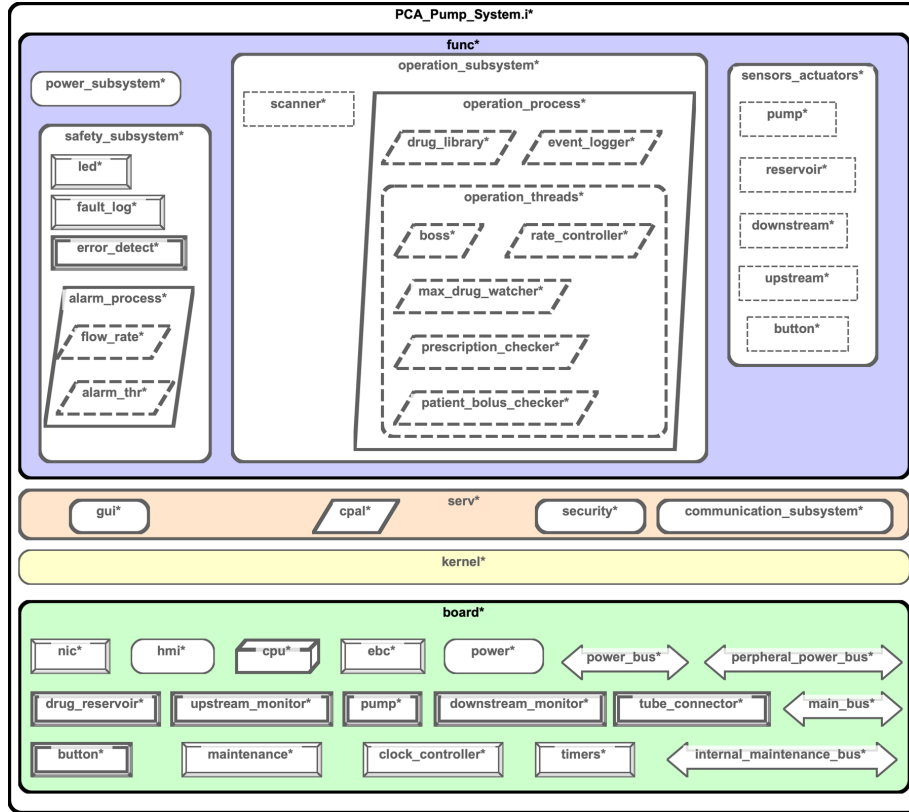 PCA_Pump_System.i*
func*
power_subsystem*
safety_subsystem*
led*
fault_log*
error_detect*
alarm_process*
flow_rate*
alarm_thr*
operation_subsystem*
scanner*
operation_process*
drug_library*
event_logger*
operation_threads*
boss*
rate_controller*
max_drug_watcher*
prescription_checker*
patient_bolus_checker*
sensors_actuators*
pump*
reservoir*
downstream*
upstream*
button*
serv*
gui*
cpal*
security*
communication_subsystem*
kernel*
board*
nic*
hmi*
cpu*
ebc*
power*
power_bus*
perpheral_power_bus*
drug_reservoir*
upstream_monitor*
pump*
downstream_monitor*
tube_connector*
main_bus*
button*
maintenance*
clock_controller*
timers*
internal_maintenance_bus*